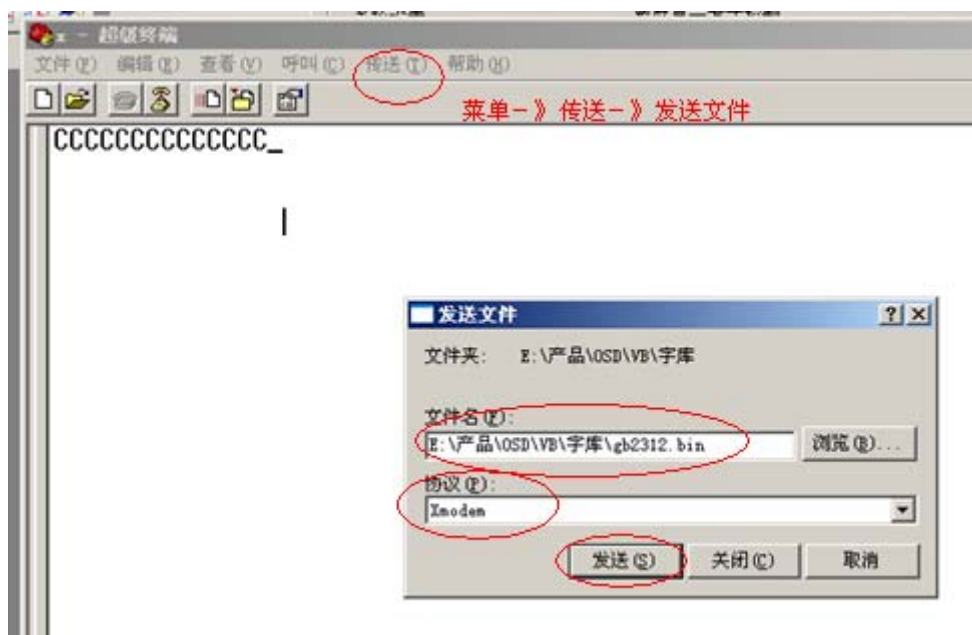 x - 超级终端
文件(F) 编辑(E) 查看(V) 呼叫(C) 传送(T) 帮助(H)
菜单-》传送-》发送文件
CCCCCCCCCCCCCCC_
发送文件
文件夹: E:\产品\OSD\VB\字库
文件名(F):
E:\产品\OSD\VB\字库\gb2312.bin 浏览(B)...
协议(P):
Xmodem
发送(S) 关闭(C) 取消